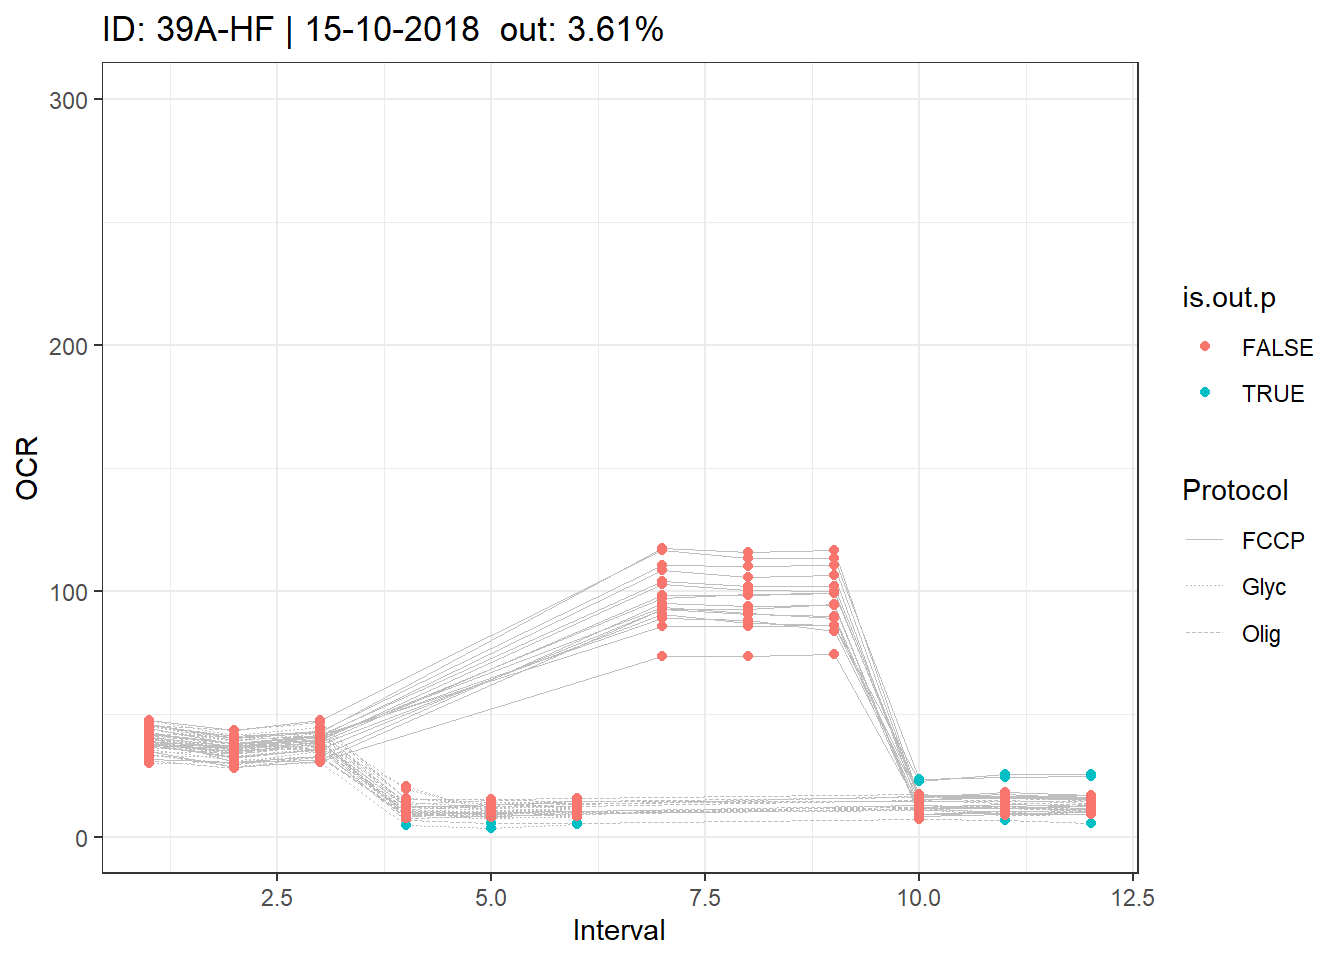 ID: 39A-HF | 15-10-2018  out: 3.61%
300
200
100
0
OCR
2.5
5.0
7.5
10.0
12.5
Interval
is.out.p
FALSE
TRUE
Protocol
FCCP
Glyc
Olig